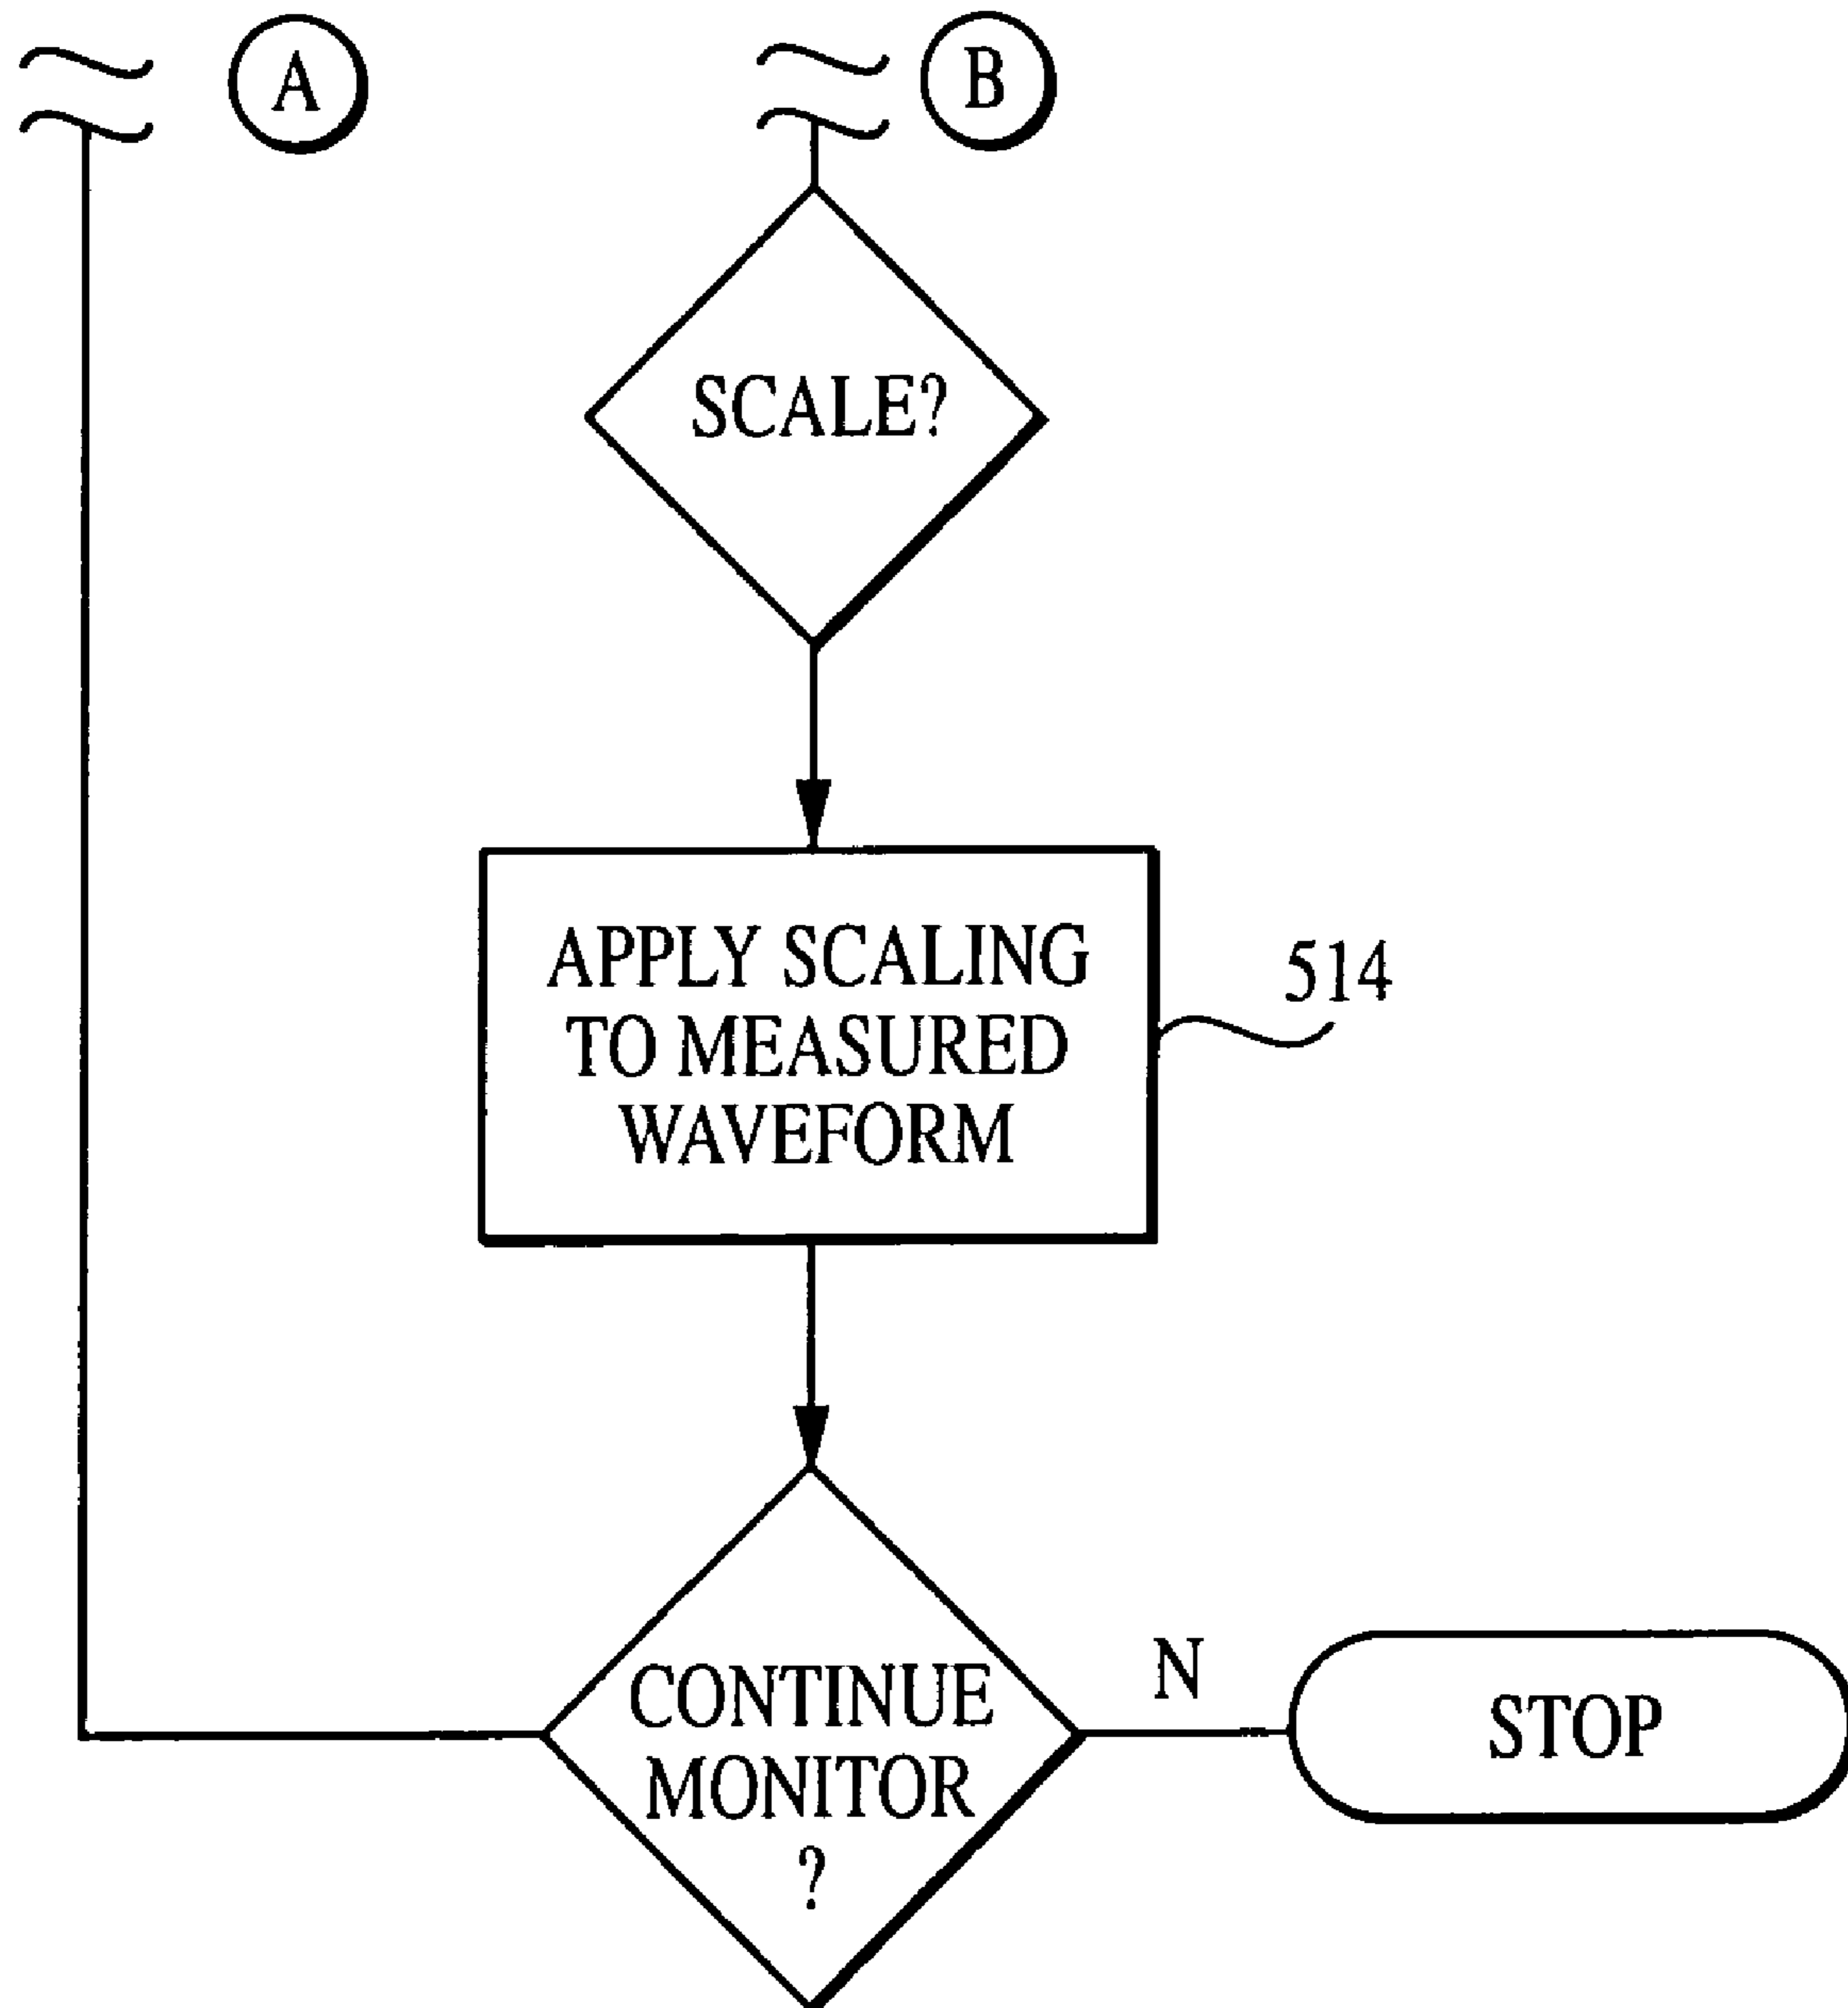 A
B
SCALE?
APPLY SCALING
TO MEASURED
WAVEFORM
514
CONTINUE
MONITOR
?
N
STOP